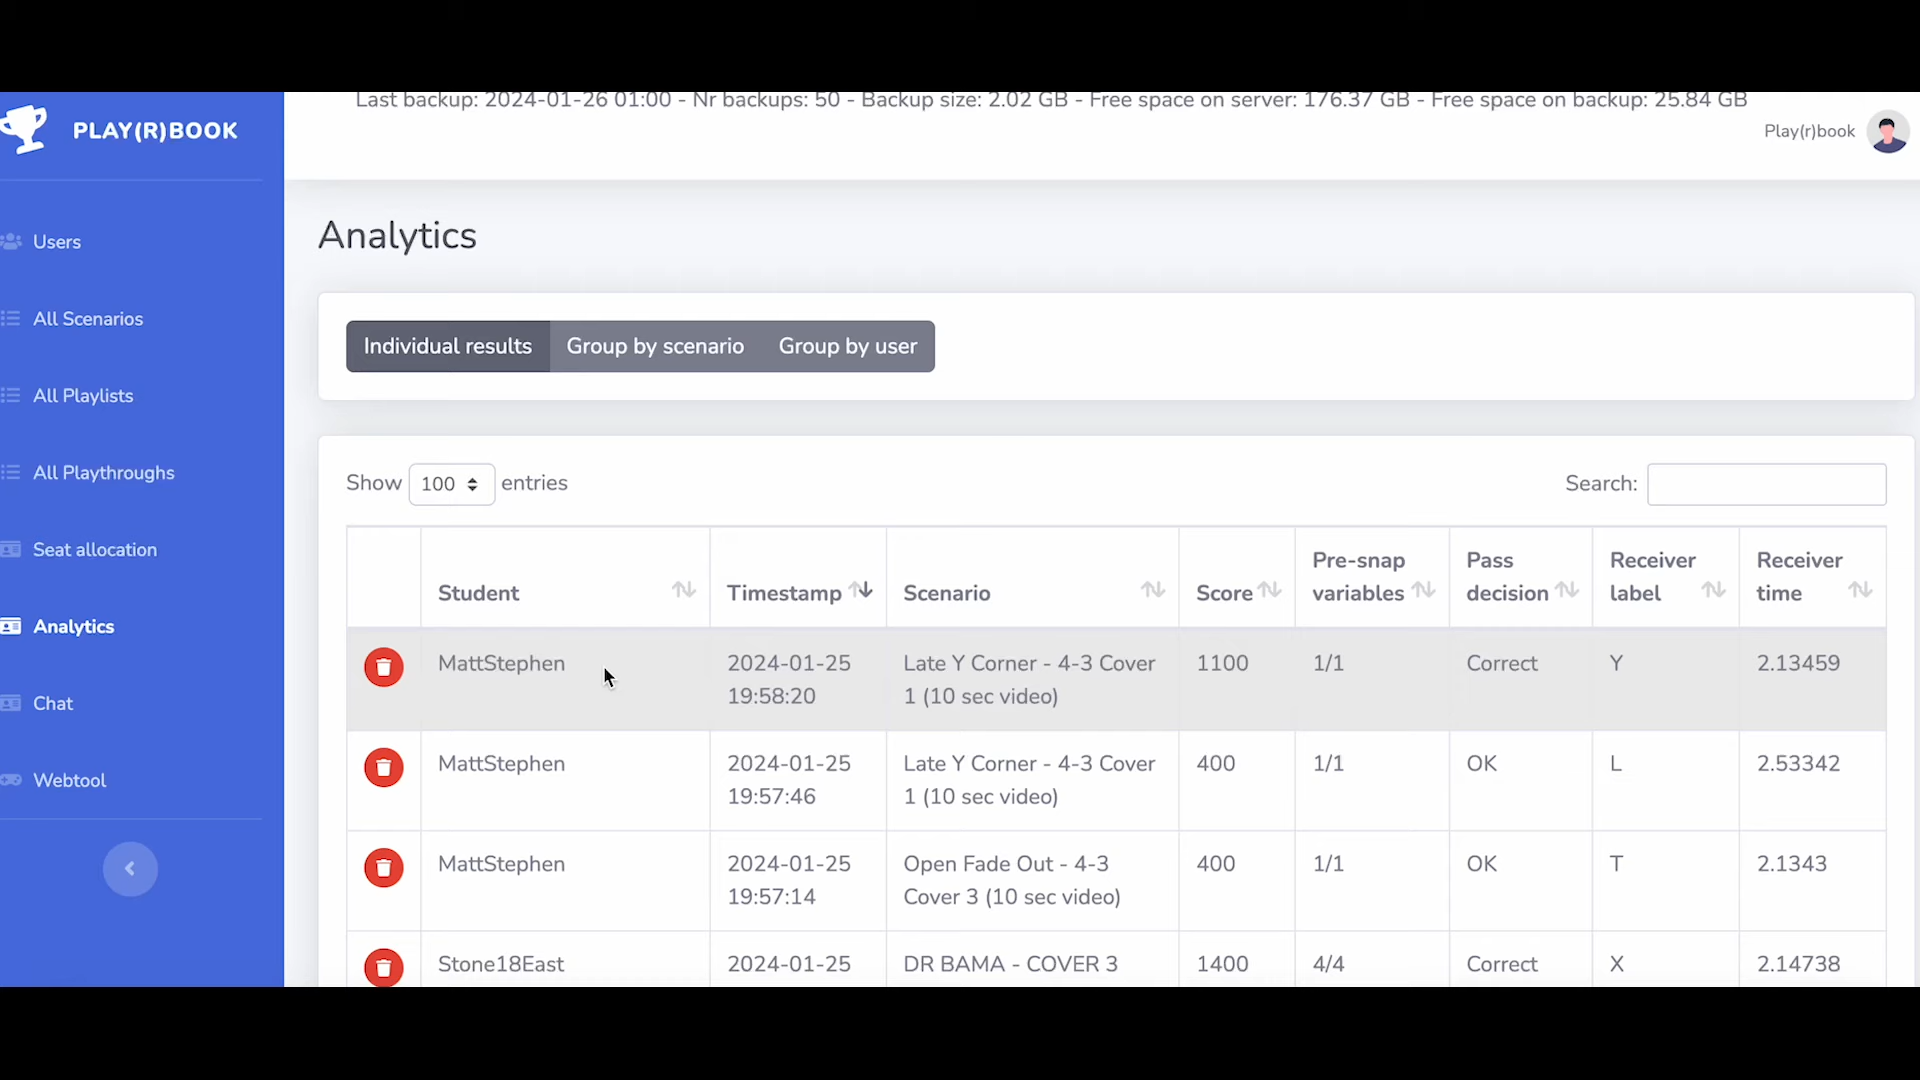 Last backup: 2024-01-26 01:00 - Nr backups: 50 - Backup size: 2.02 GB - Free space on server: 176.37 GB - Free space on backup: 25.84 GB
PLAY(R)BOOK
Play(r)book
Users
All Scenarios
All Playlists
All Playthroughs
Seat allocation
Analytics
Chat
Webtool
Analytics
Individual results Group by scenario Group by user
Show 100 entries
Search:
Student Timestamp Scenario Score Pre-snap variables Pass decision Receiver label Receiver time
MattStephen 2024-01-25 19:58:20 Late Y Corner - 4-3 Cover 1 (10 sec video) 1100 1/1 Correct Y 2.13459
MattStephen 2024-01-25 19:57:46 Late Y Corner - 4-3 Cover 1 (10 sec video) 400 1/1 OK L 2.53342
MattStephen 2024-01-25 19:57:14 Open Fade Out - 4-3 Cover 3 (10 sec video) 400 1/1 OK T 2.1343
Stone18East 2024-01-25 DR BAMA - COVER 3 1400 4/4 Correct X 2.14738